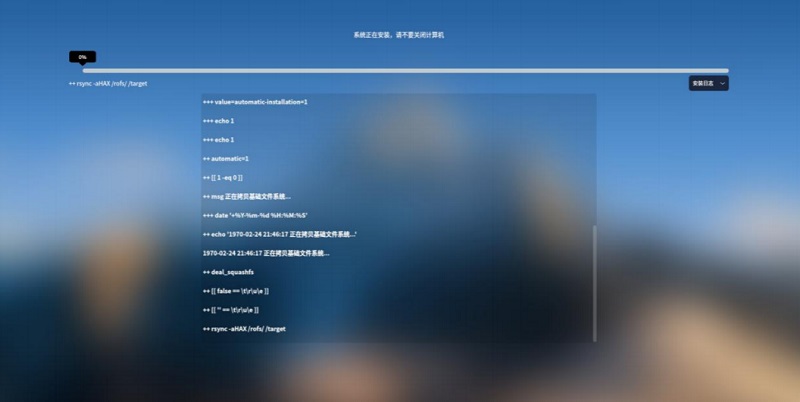 系统正在安装，请不要关闭计算机
0%
++ rsync -aHAX /rofs/ /target
安装日志
+++ value=automatic-installation=1
+++ echo 1
+++ echo 1
++ automatic=1
++ [[ 1 -eq 0 ]]
++ msg 正在拷贝基础文件系统...
+++ date '+%Y-%m-%d %H:%M:%S'
++ echo '1970-02-24 21:46:17 正在拷贝基础文件系统...'
1970-02-24 21:46:17 正在拷贝基础文件系统...
++ deal_squashfs
++ [[ false == \t\r\u\e ]]
++ [[ '' == \t\r\u\e ]]
++ rsync -aHAX /rofs/ /target